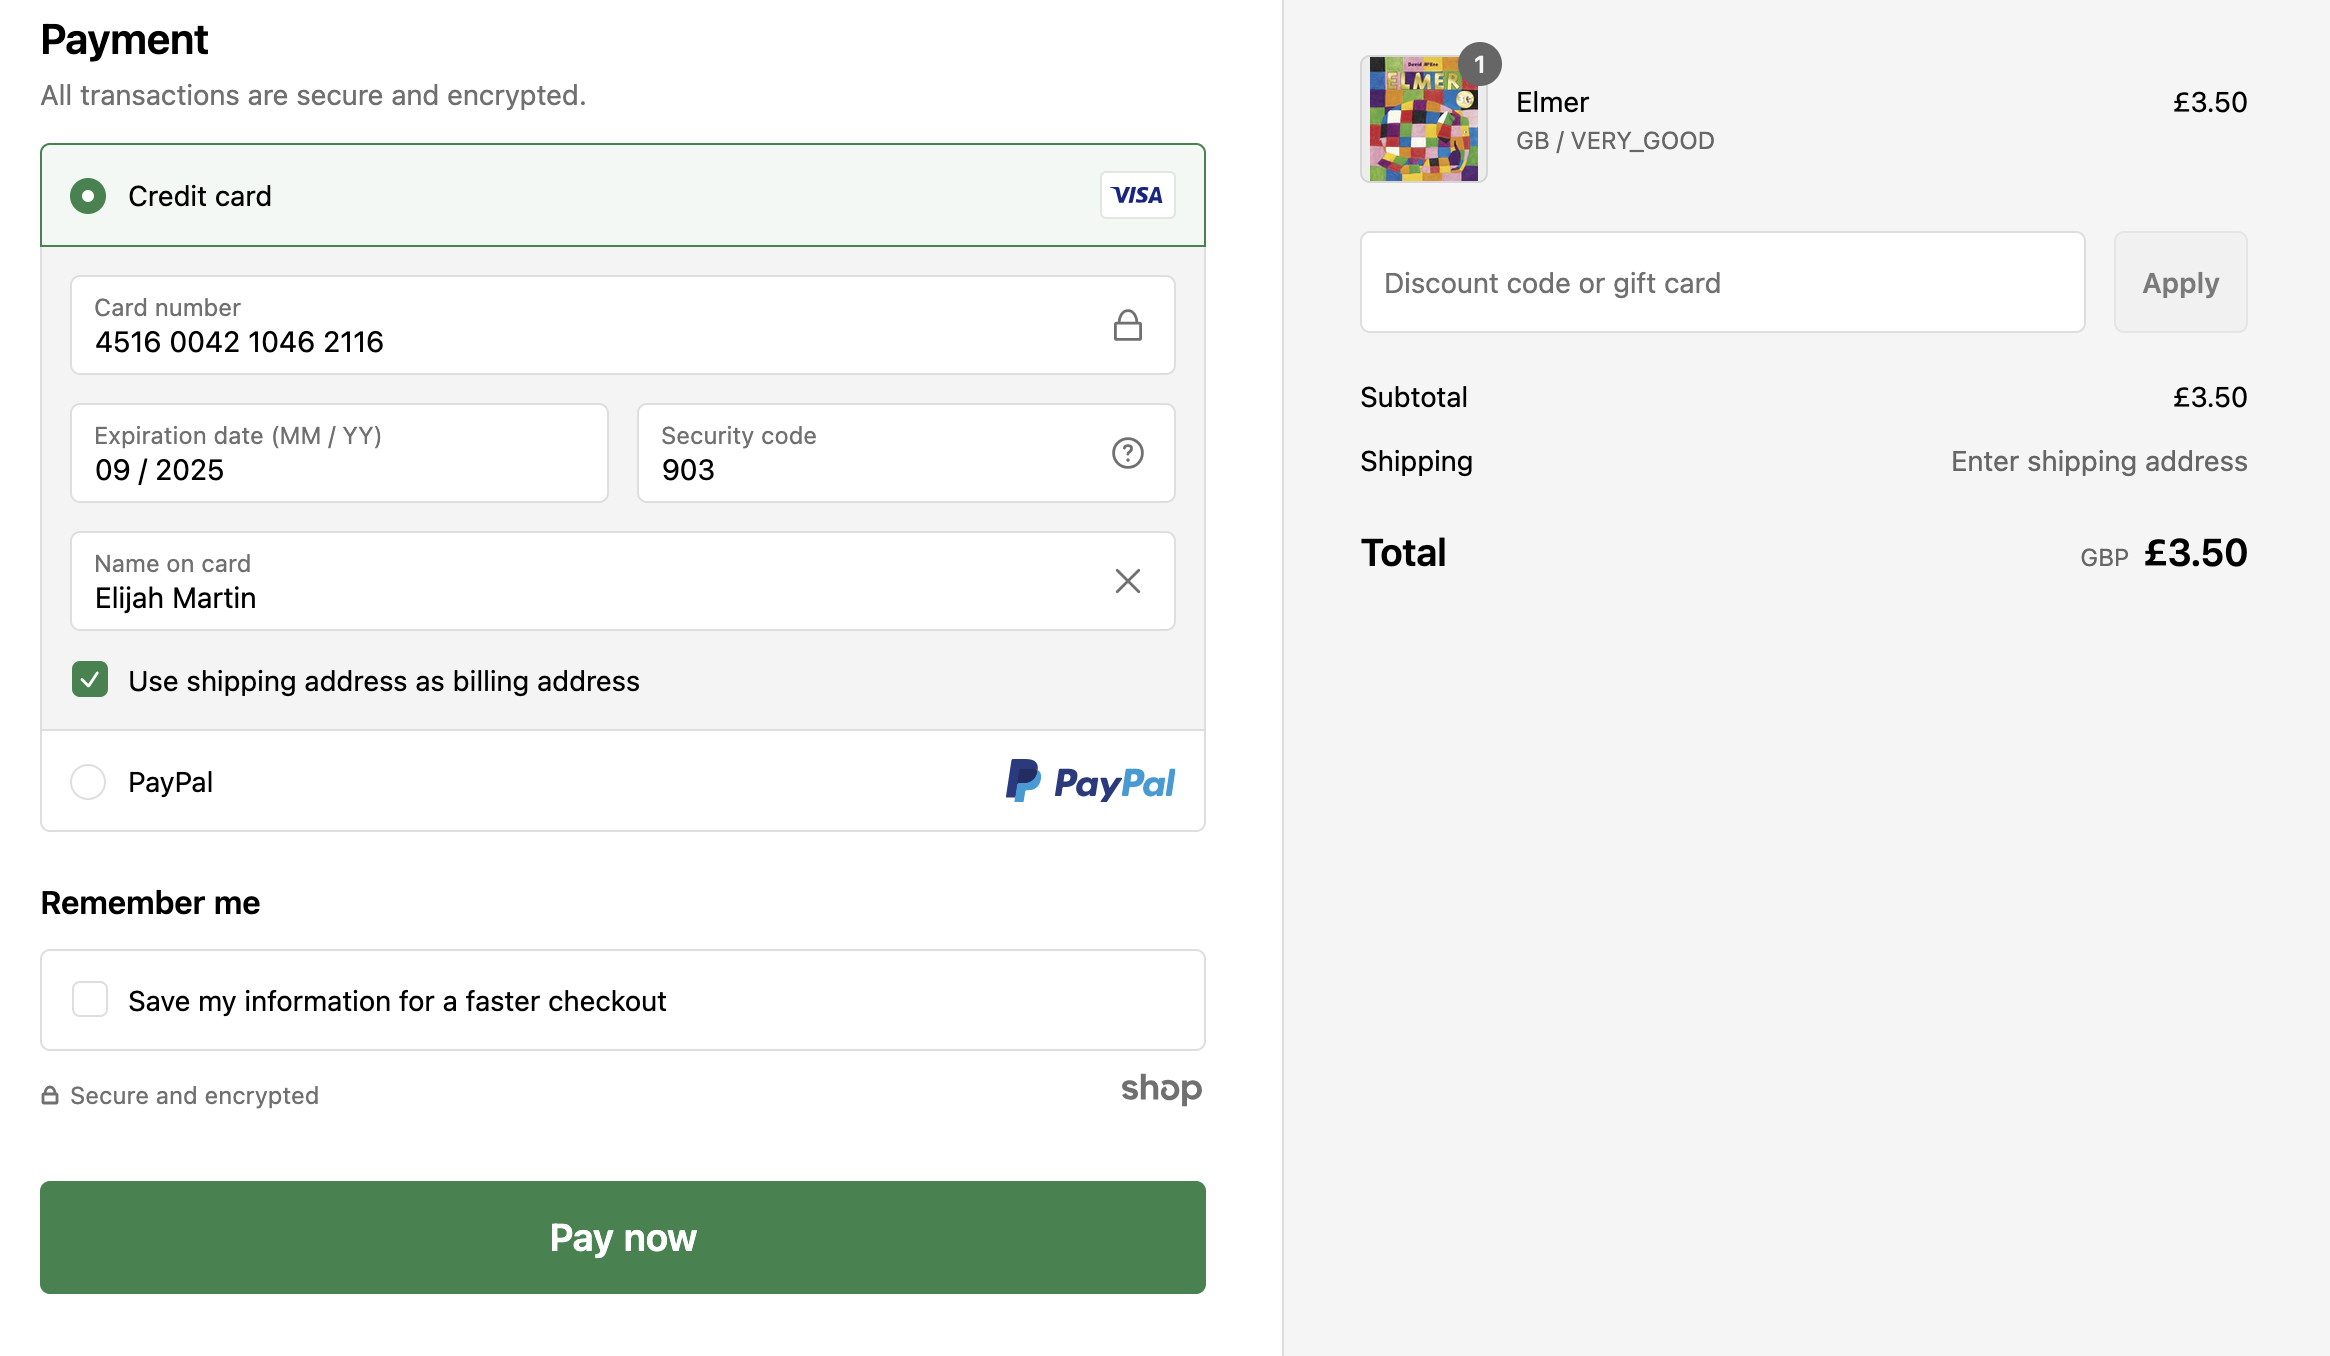 Payment
All transactions are secure and encrypted.
Credit card
VISA
Card number
4516 0042 1046 2116
Expiration date (MM / YY)
09 / 2025
Security code
903
Name on card
Elijah Martin
Use shipping address as billing address
PayPal
PayPal
Remember me
Save my information for a faster checkout
Secure and encrypted
shop
Pay now
David McKee
ELMER
1
Elmer
£3.50
GB / VERY_GOOD
Discount code or gift card
Apply
Subtotal
£3.50
Shipping
Enter shipping address
Total
GBP £3.50